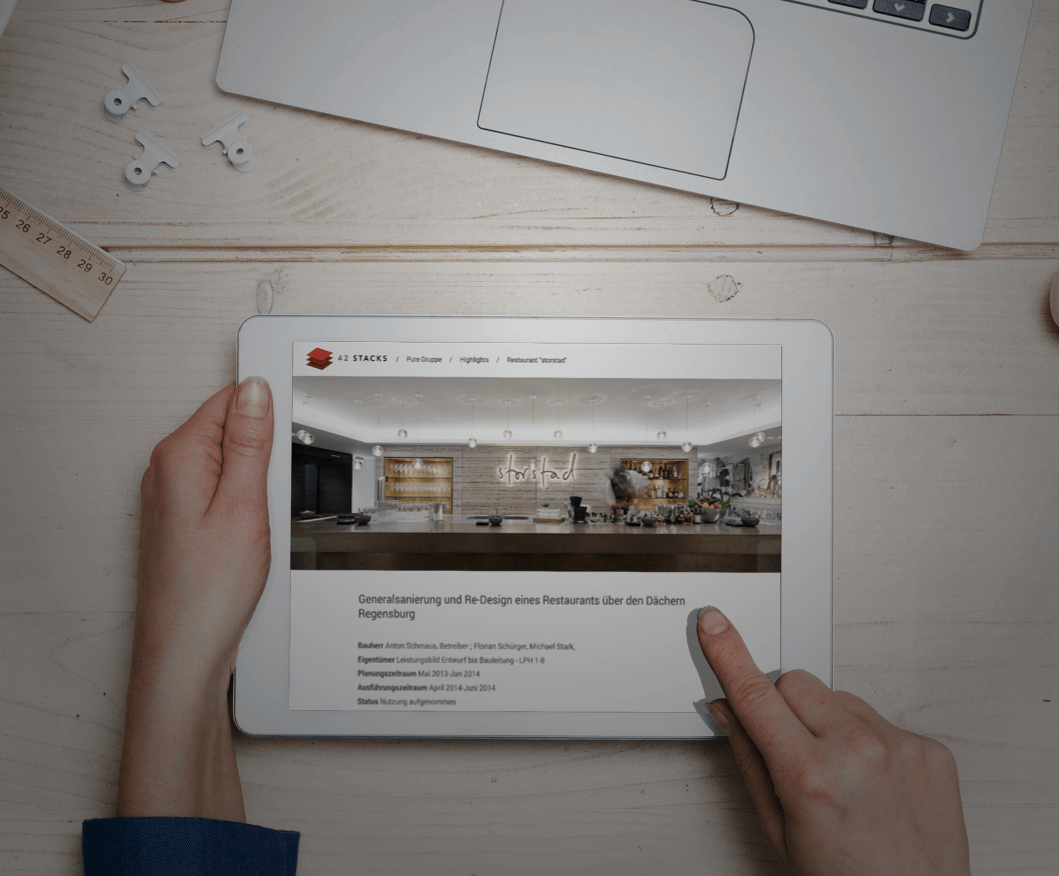 25 26 27 28 29 30
42 STACKS / Pure Gruppe / Highlights / Restaurant "storstad"
storstad
Generalsanierung und Re-Design eines Restaurants über den Dächern
Regensburg
Bauherr Anton Schmaus, Betreiber ; Florian Schürger, Michael Stark,
Eigentümer Leistungsbild Entwurf bis Bauleitung - LPH 1-8
Planungszeitraum Mai 2013-Jan 2014
Ausführungszeitraum April 2014-Juni 2014
Status Nutzung aufgenommen